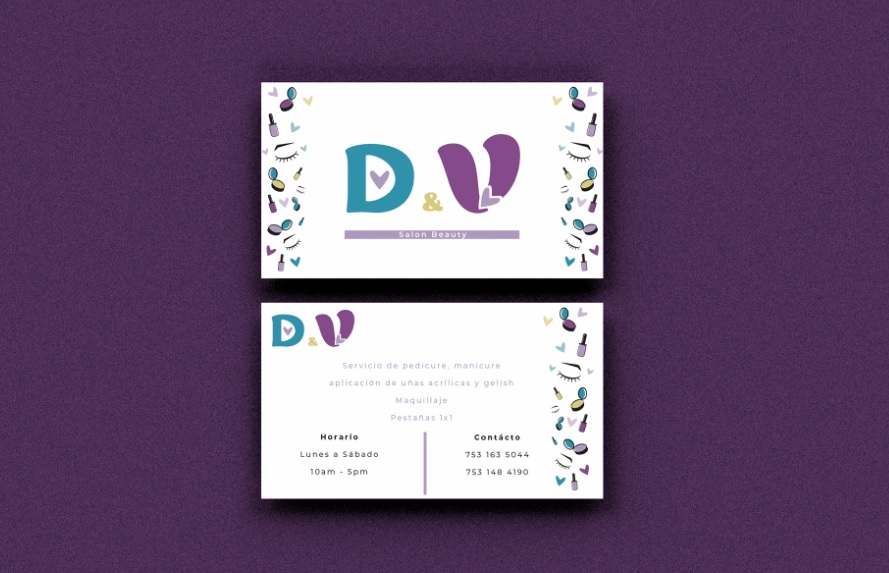 D & V
Salon Beauty
D & V
Servicio de pedicure, manicure
aplicación de uñas acrílicas y gelish
Maquillaje
Pestañas 1x1
Horario
Lunes a Sábado
10am - 5pm
Contácto
753 163 5044
753 148 4190